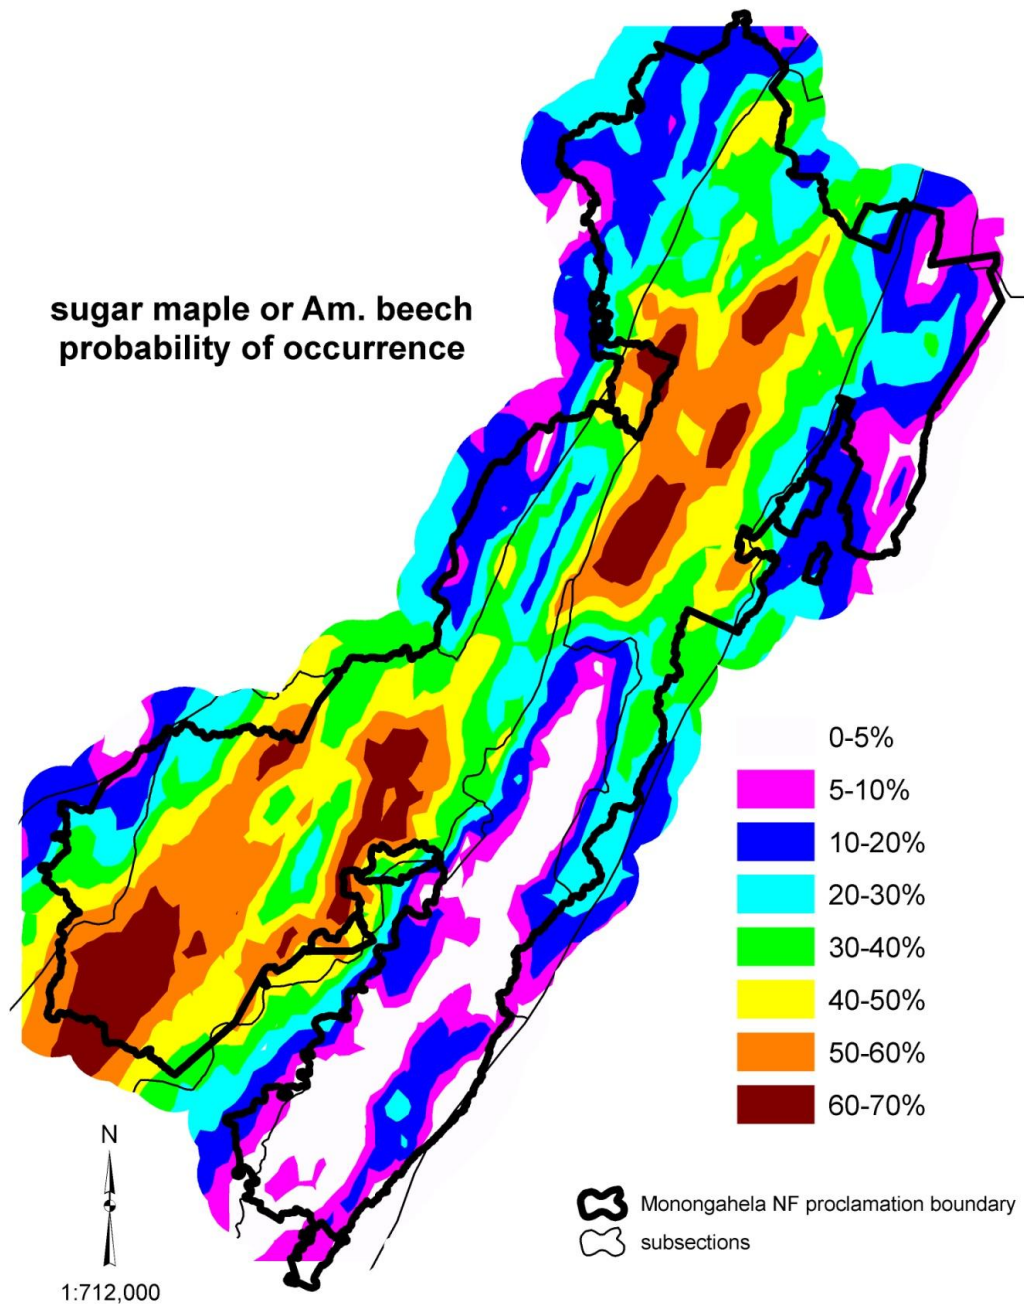 sugar maple or Am. beech
probability of occurrence
0-5%
5-10%
10-20%
20-30%
30-40%
40-50%
50-60%
60-70%
N
1:712,000
Monongahela NF proclamation boundary
subsections